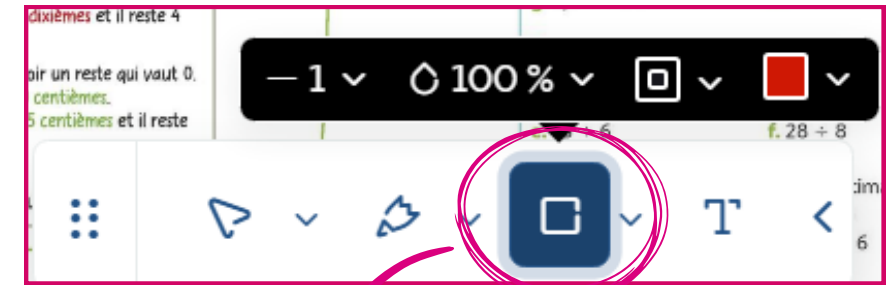 dixièmes et il reste 4
oir un reste qui vaut 0.
centièmes.
5 centièmes et il reste
1
100 %
6
f. 28 ÷ 8
T
6